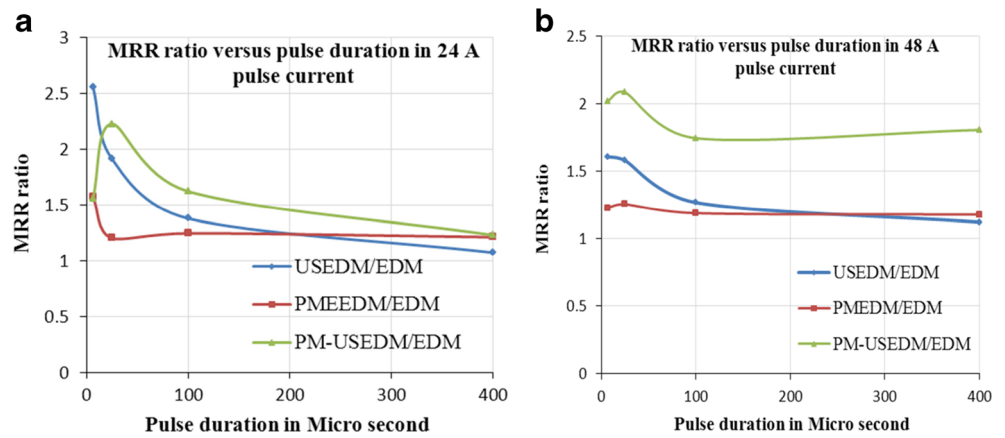 a
MRR ratio versus pulse duration in 24 A
pulse current
3
2.5
2
1.5
1
0.5
0
MRR ratio
USEDM/EDM
PMEEDM/EDM
PM-USEDM/EDM
0
100
200
300
400
Pulse duration in Micro second
b
MRR ratio versus pulse duration in 48 A
pulse current
2.5
2
1.5
1
0.5
0
MRR ratio
USEDM/EDM
PMEDM/EDM
PM-USEDM/EDM
0
100
200
300
400
Pulse duration in Micro second